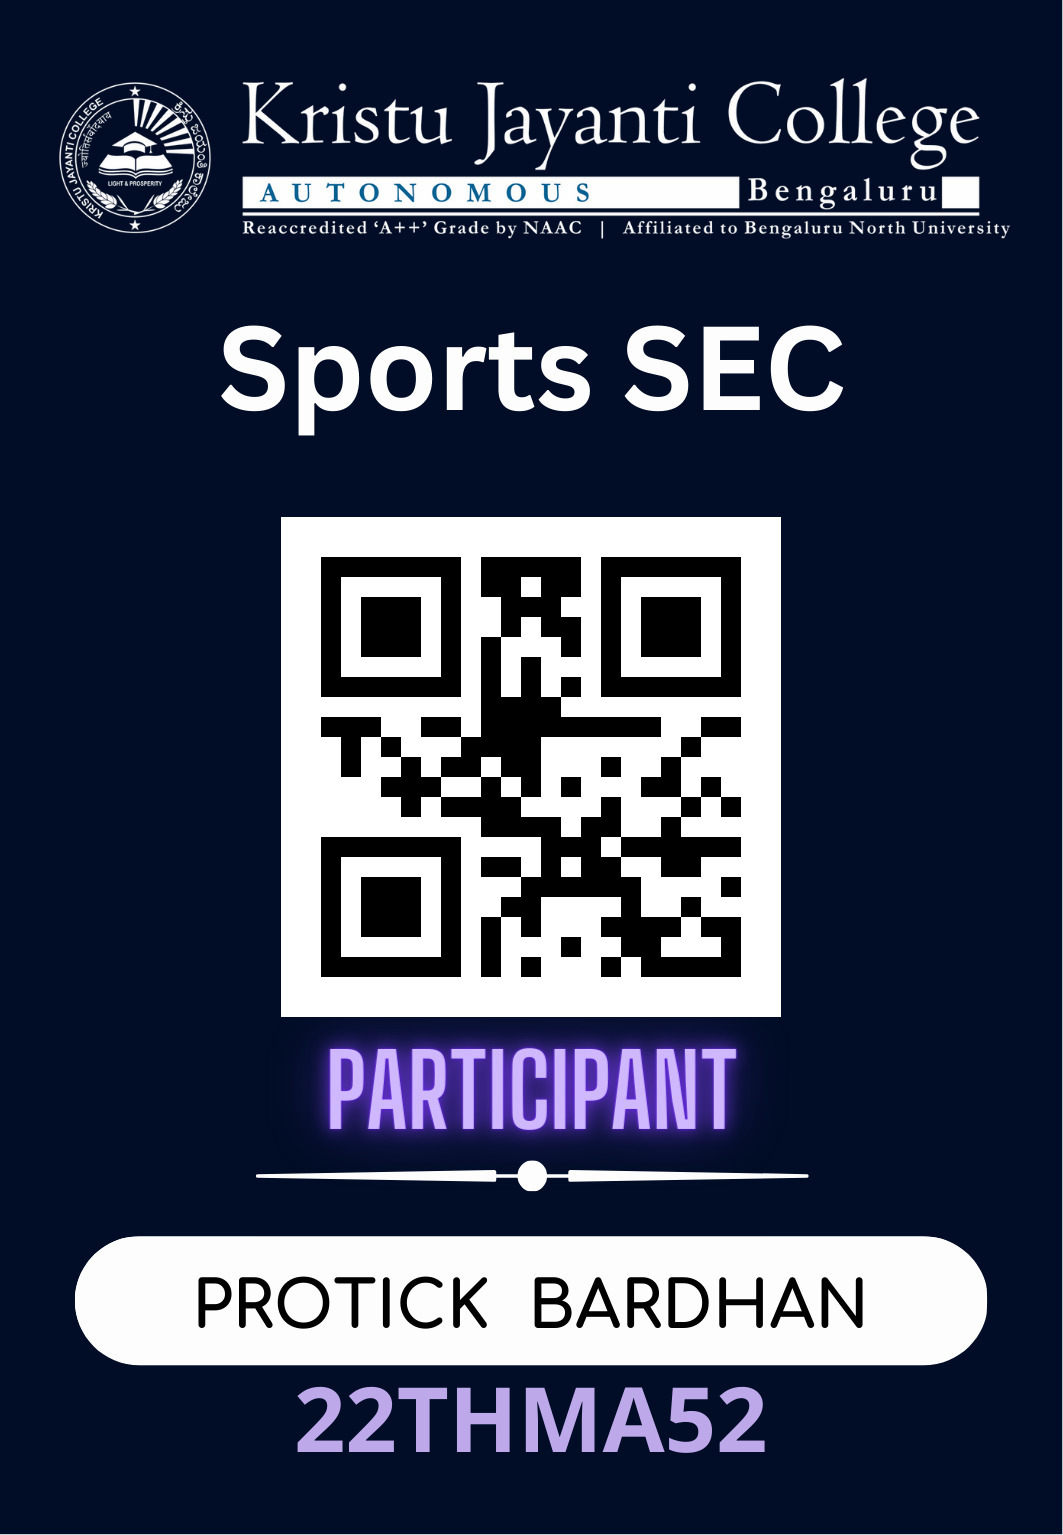 KRISTU JAYANTI COLLEGE
LIGHT & PROSPERITY
Kristu Jayanti College
AUTONOMOUS Bengaluru
Reaccredited ‘A++’ Grade by NAAC | Affiliated to Bengaluru North University
Sports SEC
PARTICIPANT
PROTICK BARDHAN
22THMA52